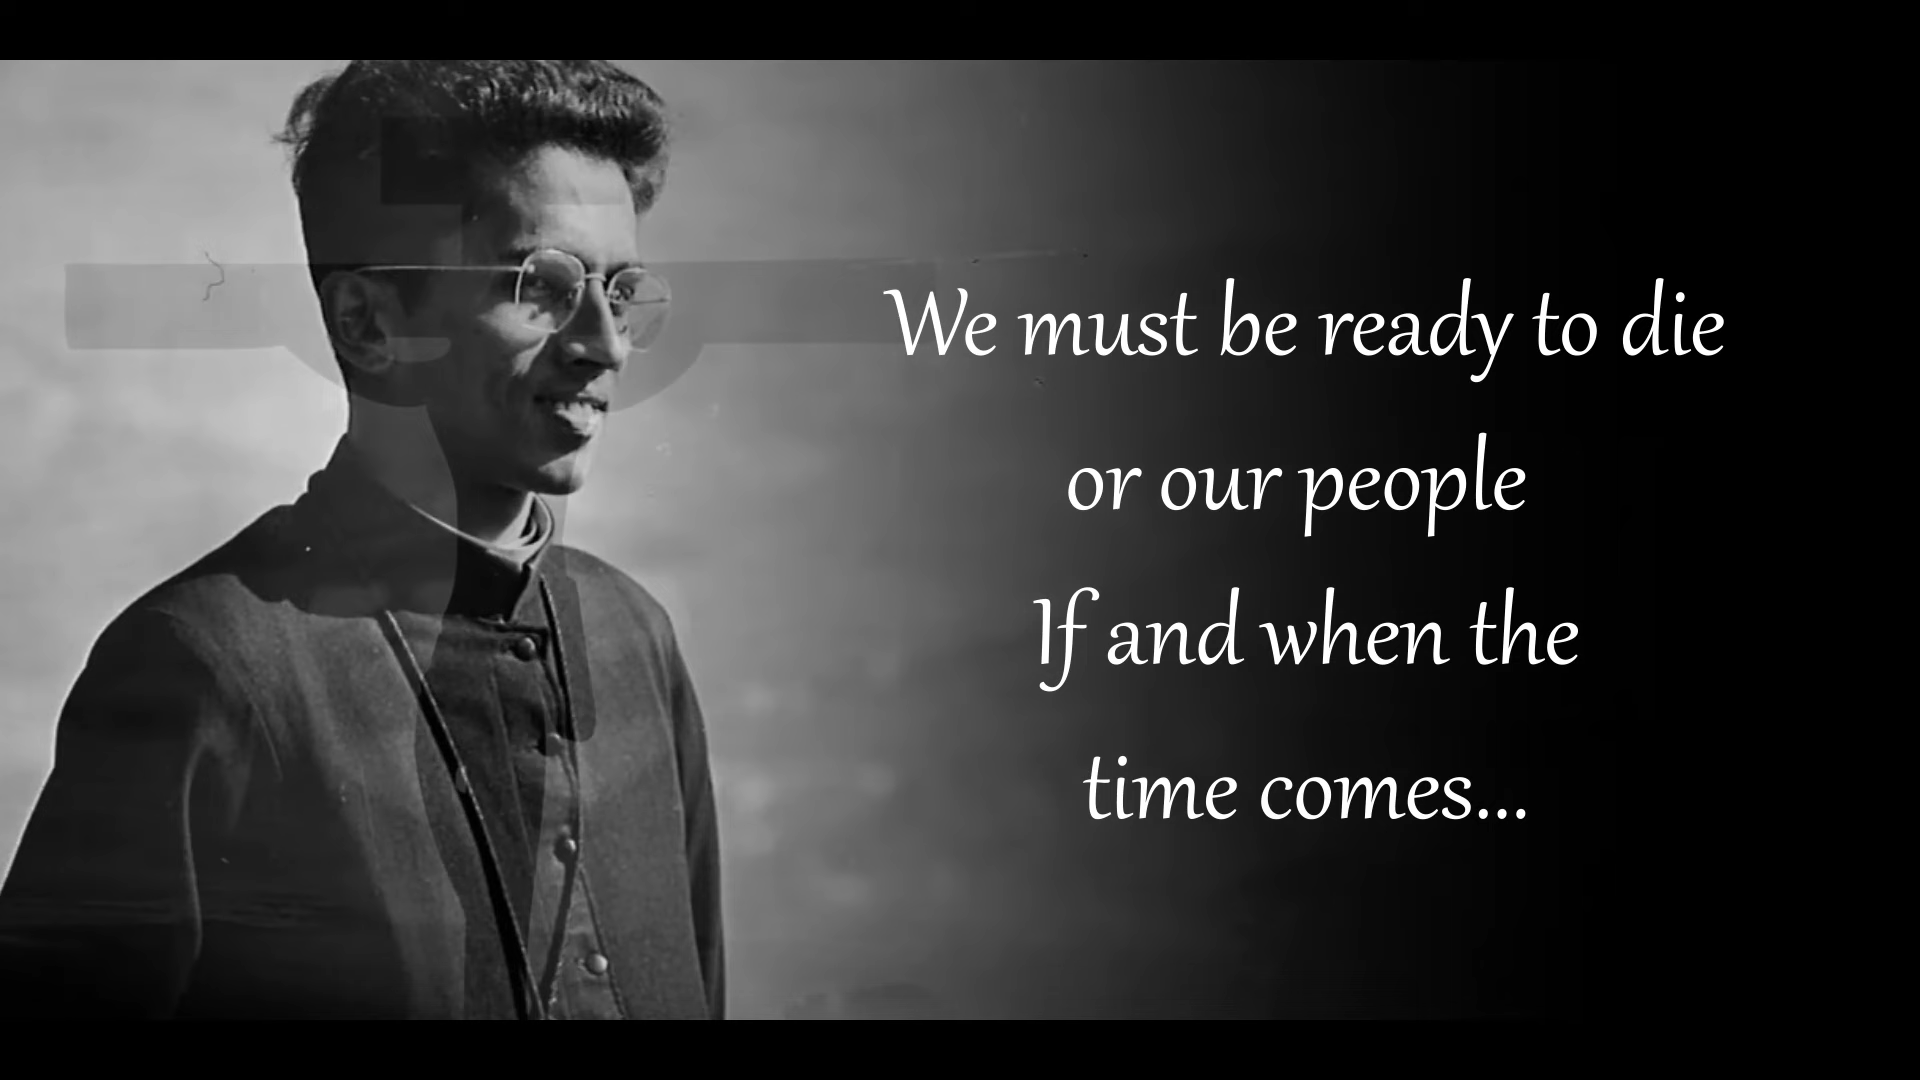 We must be ready to die
or our people
If and when the
time comes...